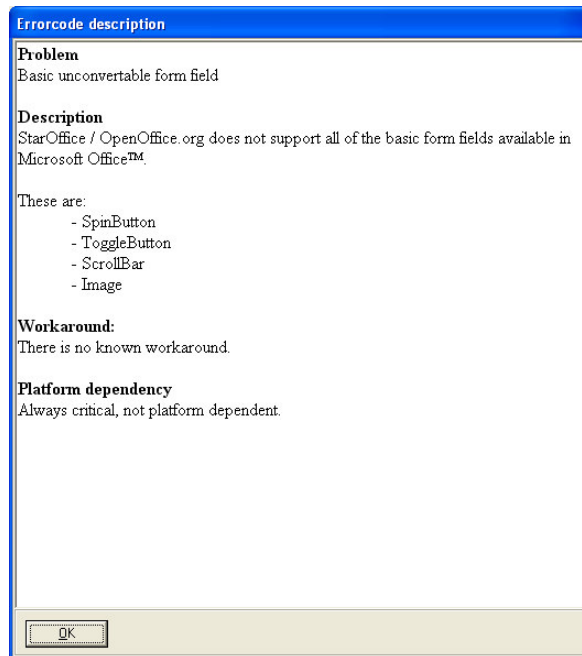 Errorcode description
Problem
Basic unconvertable form field
Description
StarOffice / OpenOffice.org does not support all of the basic form fields available in
Microsoft Office™.
These are:
- SpinButton
- ToggleButton
- ScrollBar
- Image
Workaround:
There is no known workaround.
Platform dependency
Always critical, not platform dependent.
OK